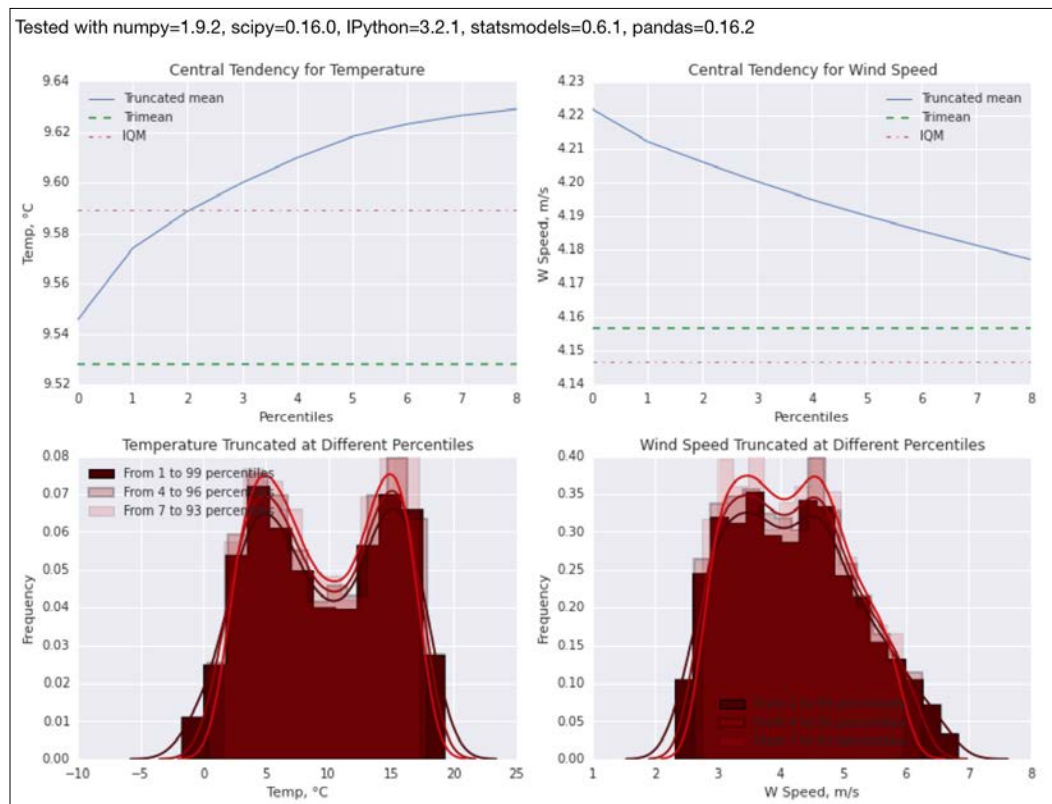 Tested with numpy=1.9.2, scipy=0.16.0, IPython=3.2.1, statsmodels=0.6.1, pandas=0.16.2
Central Tendency for Temperature
9.64
9.62
9.60
9.58
9.56
9.54
9.52
Temp, °C
Truncated mean
Trimean
IQM
0 1 2 3 4 5 6 7 8
Percentiles
Central Tendency for Wind Speed
4.23
4.22
4.21
4.20
4.19
4.18
4.17
4.16
4.15
4.14
W Speed, m/s
Truncated mean
Trimean
IQM
0 1 2 3 4 5 6 7 8
Percentiles
Temperature Truncated at Different Percentiles
0.08
0.07
0.06
0.05
0.04
0.03
0.02
0.01
0.00
Frequency
From 1 to 99 percentiles
From 4 to 96 percentiles
From 7 to 93 percentiles
−10 −5 0 5 10 15 20 25
Temp, °C
Wind Speed Truncated at Different Percentiles
0.40
0.35
0.30
0.25
0.20
0.15
0.10
0.05
0.00
Frequency
1 2 3 4 5 6 7 8
W Speed, m/s